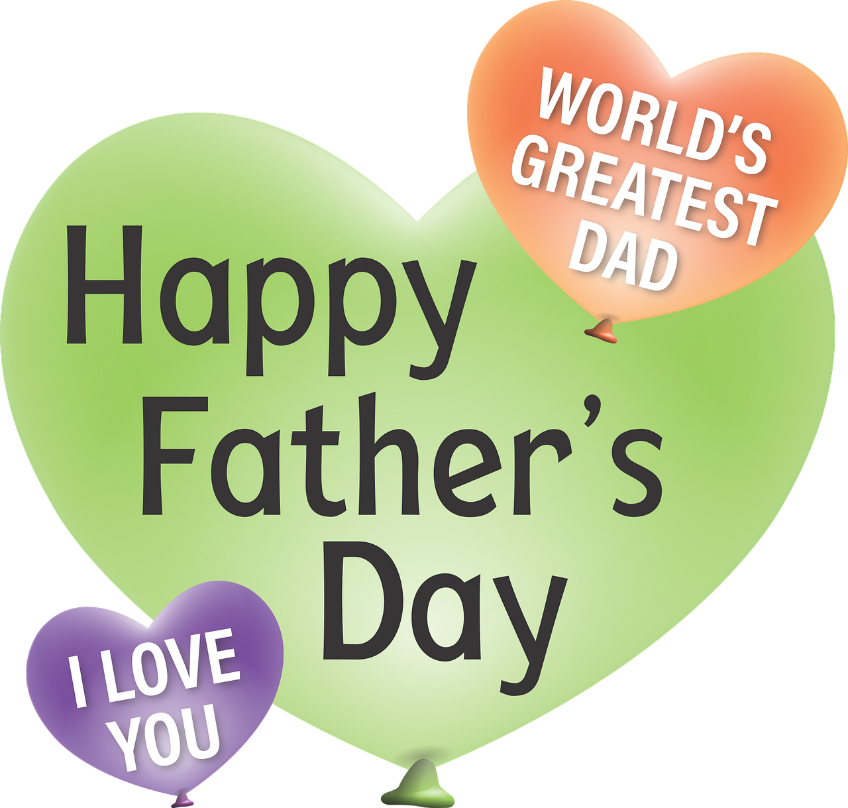 WORLD'S
GREATEST
DAD
Happy
Father's
Day
I LOVE
YOU